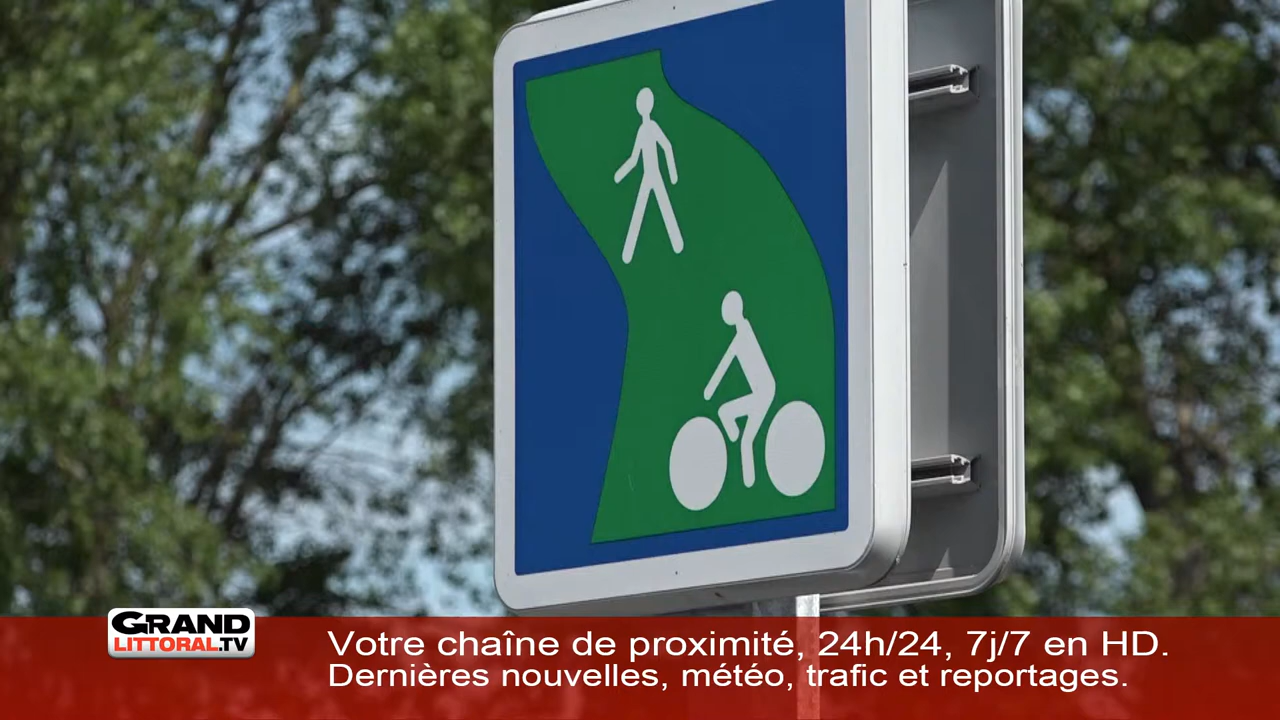 GRAND
LITTORAL.TV
Votre chaîne de proximité, 24h/24, 7j/7 en HD.
Dernières nouvelles, météo, trafic et reportages.